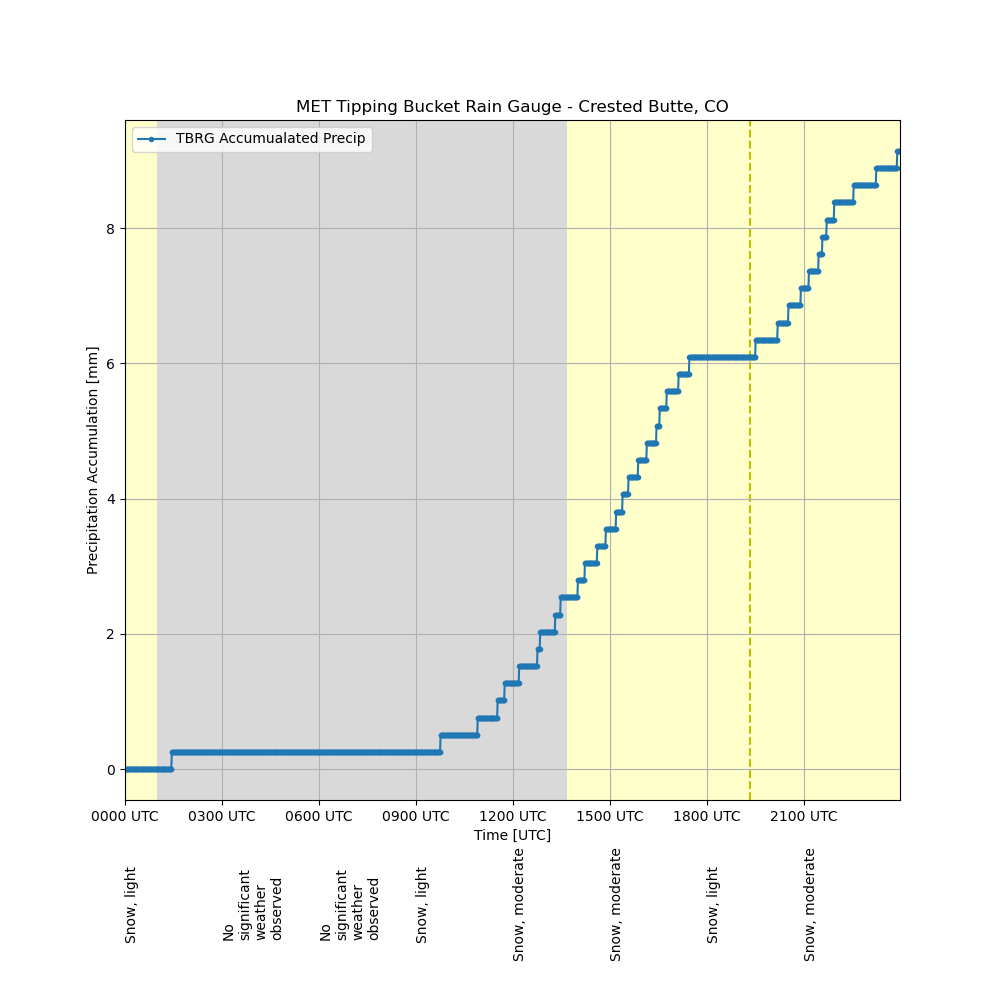 MET Tipping Bucket Rain Gauge - Crested Butte, CO
TBRG Accumualated Precip
Precipitation Accumulation [mm]
8
6
4
2
0
0000 UTC
0300 UTC
0600 UTC
0900 UTC
1200 UTC
1500 UTC
1800 UTC
2100 UTC
Time [UTC]
Snow, light
No
significant
weather
observed
No
significant
weather
observed
Snow, light
Snow, moderate
Snow, moderate
Snow, light
Snow, moderate